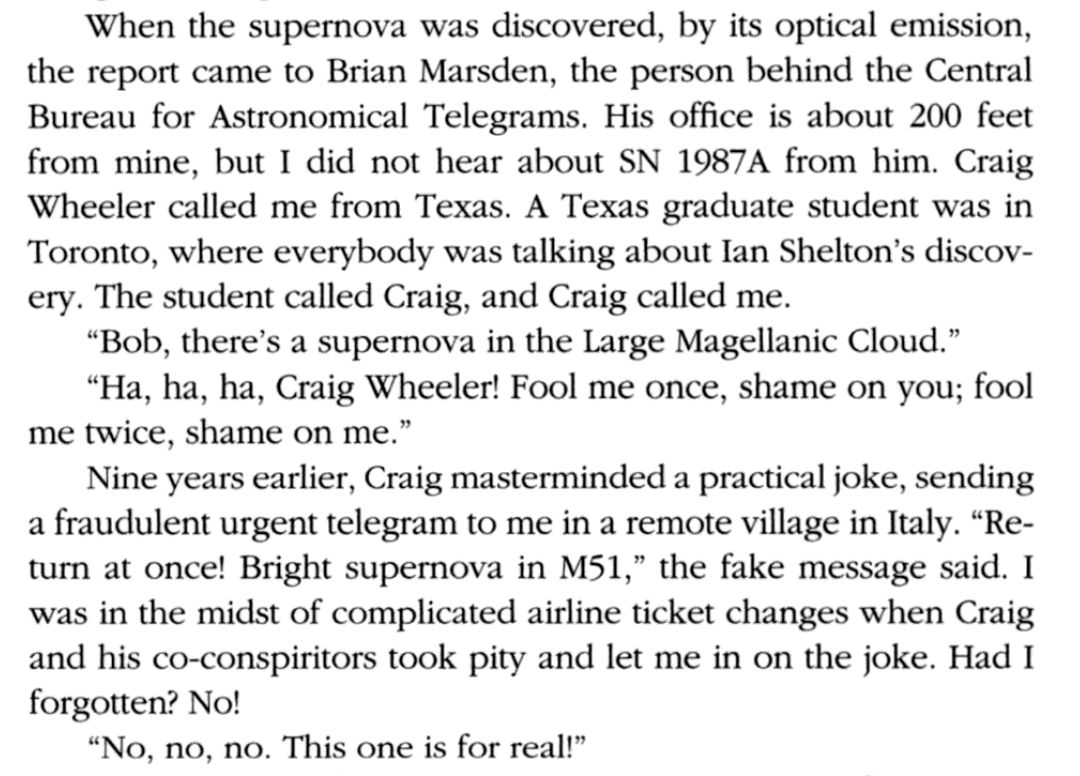 When the supernova was discovered, by its optical emission,
the report came to Brian Marsden, the person behind the Central
Bureau for Astronomical Telegrams. His office is about 200 feet
from mine, but I did not hear about SN 1987A from him. Craig
Wheeler called me from Texas. A Texas graduate student was in
Toronto, where everybody was talking about Ian Shelton’s discov-
ery. The student called Craig, and Craig called me.
“Bob, there’s a supernova in the Large Magellanic Cloud.”
“Ha, ha, ha, Craig Wheeler! Fool me once, shame on you; fool
me twice, shame on me.”
Nine years earlier, Craig masterminded a practical joke, sending
a fraudulent urgent telegram to me in a remote village in Italy. “Re-
turn at once! Bright supernova in M51,” the fake message said. I
was in the midst of complicated airline ticket changes when Craig
and his co-conspiritors took pity and let me in on the joke. Had I
forgotten? No!
“No, no, no. This one is for real!”